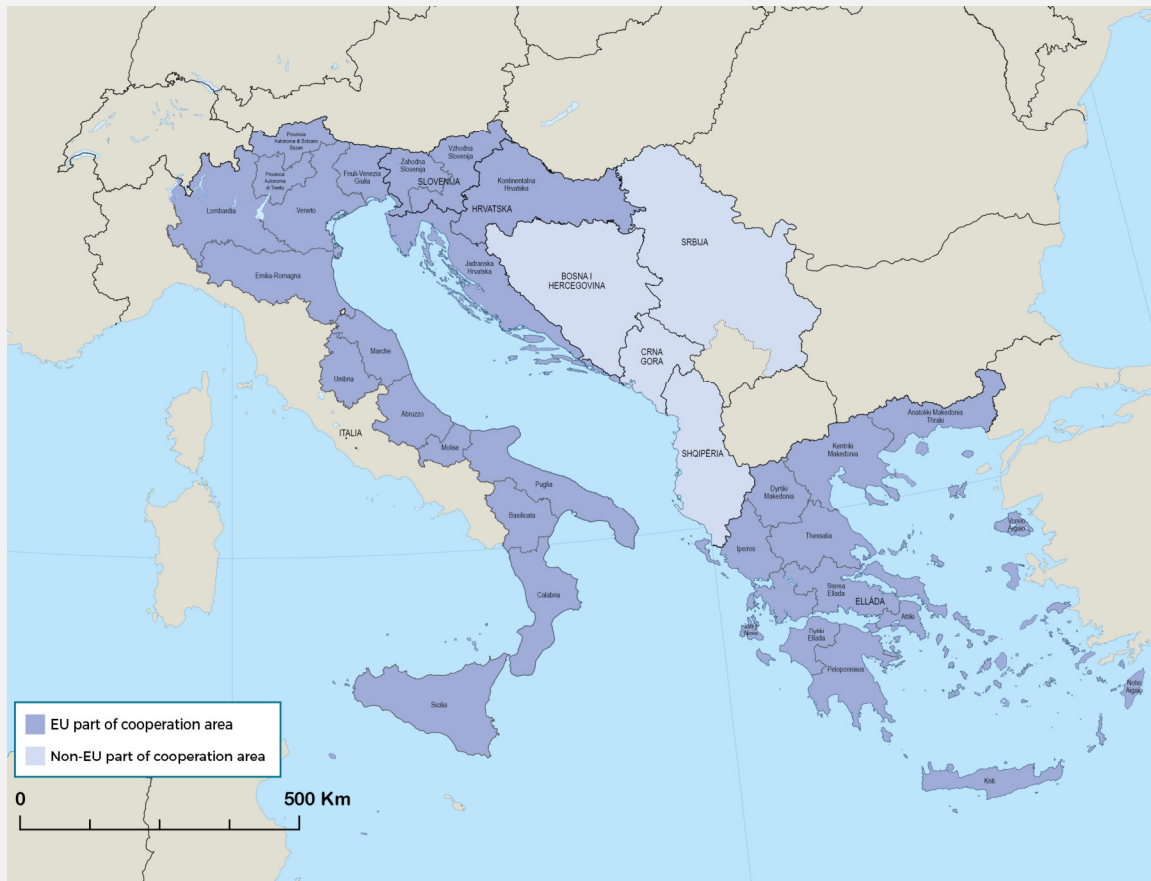 Provincia
Autonoma di Bolzano
Bozen
Provincia
Autonoma
di Trento
Friuli-Venezia
Giulia
Zahodna
Slovenija
Vzhodna
Slovenija
SLOVENIJA
Kontinentalna
Hrvatska
HRVATSKA
Lombardia
Veneto
Emilia-Romagna
Jadranska
Hrvatska
SRBIJA
BOSNA I
HERCEGOVINA
CRNA
GORA
Marche
Umbria
Abruzzo
ITALIA
Molise
Puglia
Basilicata
Calabria
Sicilia
SHQIPËRIA
Anatoliki Makedonia
Thraki
Kentriki
Makedonia
Dyrtiki
Makedonia
Ipeiros
Thessalia
Voreio
Aigaio
Sterea
Ellada
ELLÁDA
Attiki
Dytiki
Ellada
Peloponnisos
Notio
Aigaio
Kriti
EU part of cooperation area
Non-EU part of cooperation area
0
500 Km